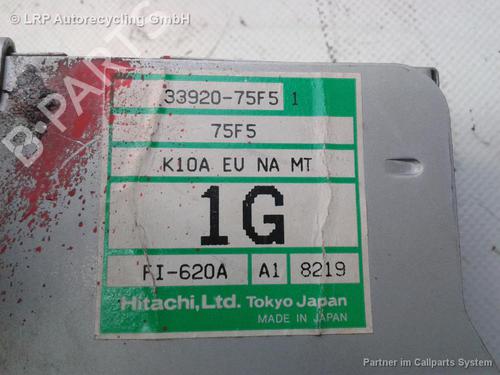 © LRP Autorecycling GmbH
B-PARTS
33920-75F5 1
75F5
K10A EU NA MT
1G
FI-620A A1 8219
Hitachi, Ltd. Tokyo Japan
MADE IN JAPAN
Partner im Callparts System